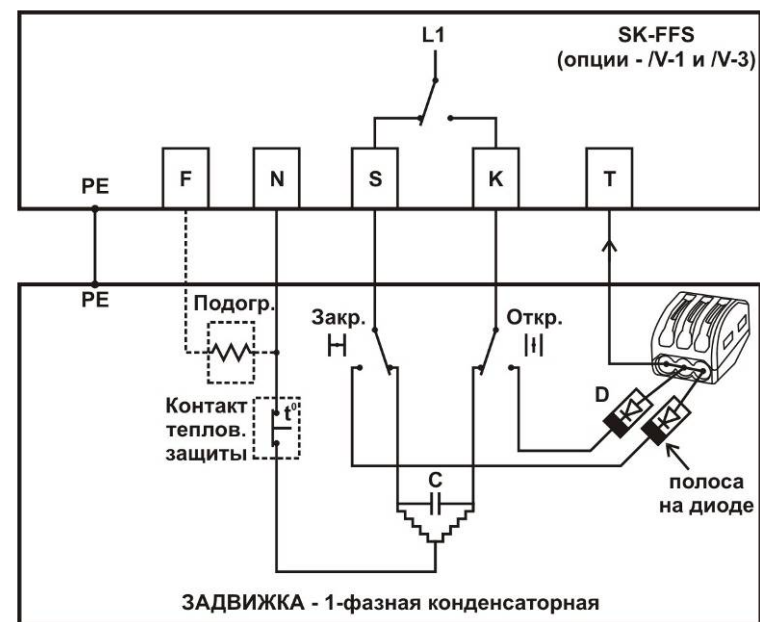 L1
SK-FFS
(опции - /V-1 и /V-3)
PE
F
N
S
K
T
PE
Подогр.
Закр.
Откр.
Контакт
теплов.
защиты
t⁰
D
C
полоса
на диоде
ЗАДВИЖКА - 1-фазная конденсаторная